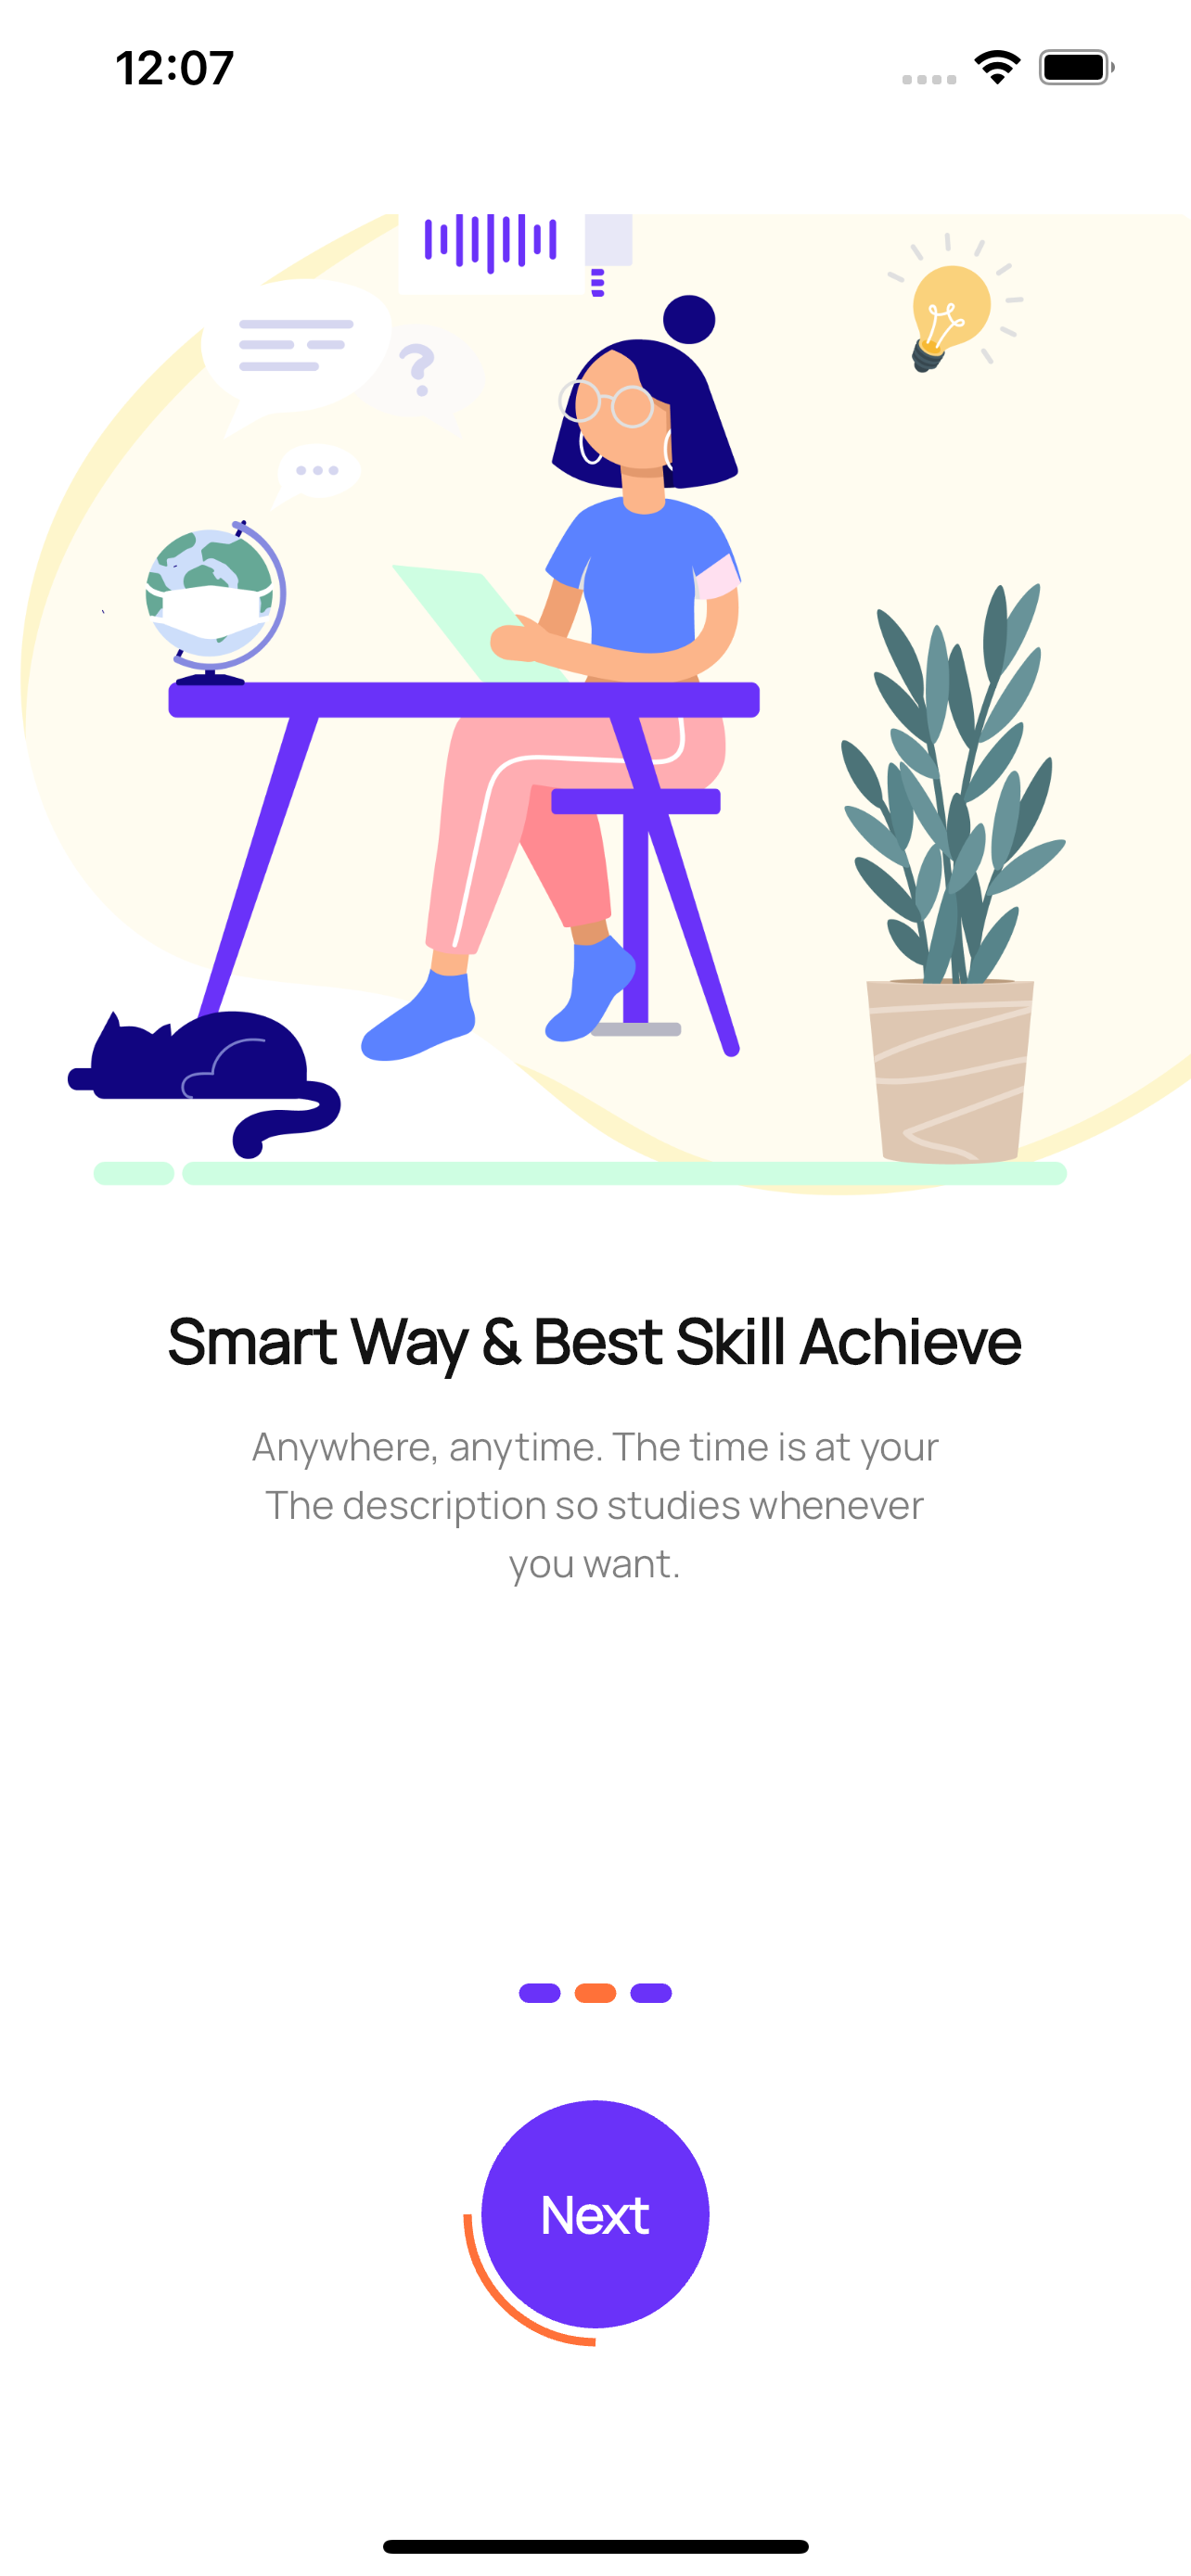 12:07
?
Smart Way & Best Skill Achieve
Anywhere, anytime. The time is at your
The description so studies whenever
you want.
Next